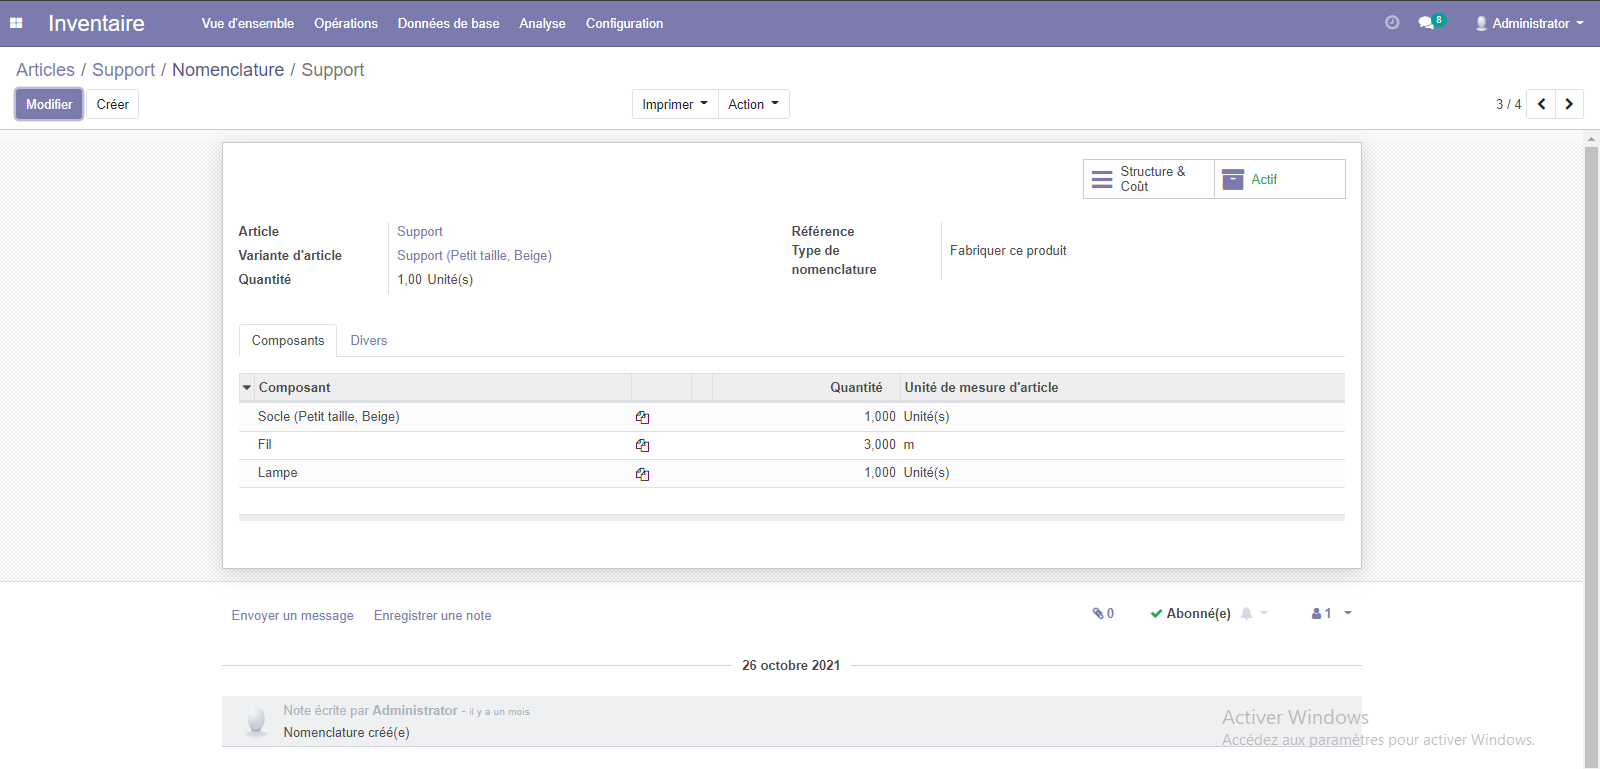 Inventaire Vue d'ensemble Opérations Données de base Analyse Configuration 8 Administrator
Articles / Support / Nomenclature / Support
Modifier Créer Imprimer Action 3 / 4
Structure & Coût Actif
Article Support
Variante d'article Support (Petit taille, Beige)
Quantité 1,00 Unité(s)
Référence
Type de nomenclature Fabriquer ce produit
Composants Divers
Composant Quantité Unité de mesure d'article
Socle (Petit taille, Beige) 1,000 Unité(s)
Fil 3,000 m
Lampe 1,000 Unité(s)
Envoyer un message Enregistrer une note 0 Abonné(e) 1
26 octobre 2021
Note écrite par Administrator - il y a un mois
Nomenclature créé(e)
Activer Windows
Accédez aux paramètres pour activer Windows.